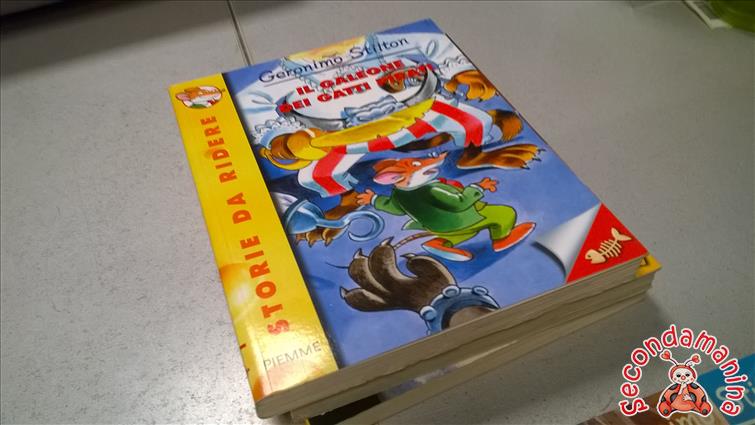 Geronimo Stilton
IL GALEONE
DEI GATTI PIRATI
STORIE DA RIDERE
PIEMME
Secondamanina